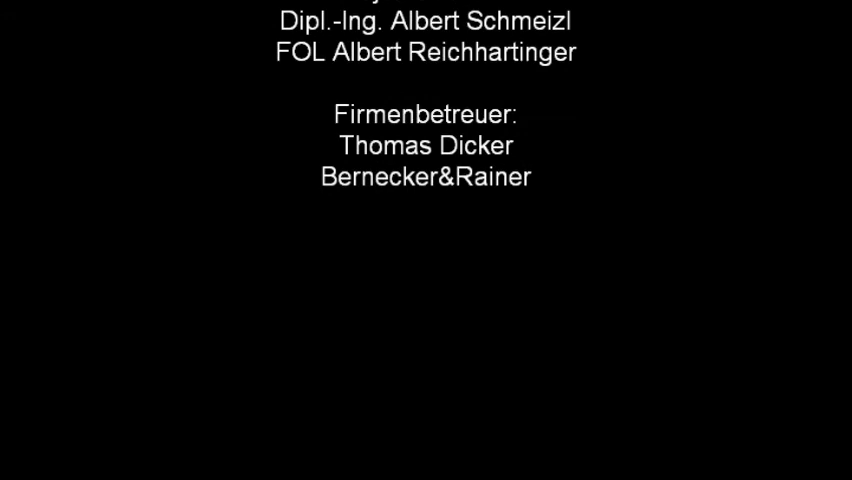 Dipl.-Ing. Albert Schmeizl
FOL Albert Reichhartinger
Firmenbetreuer:
Thomas Dicker
Bernecker&Rainer